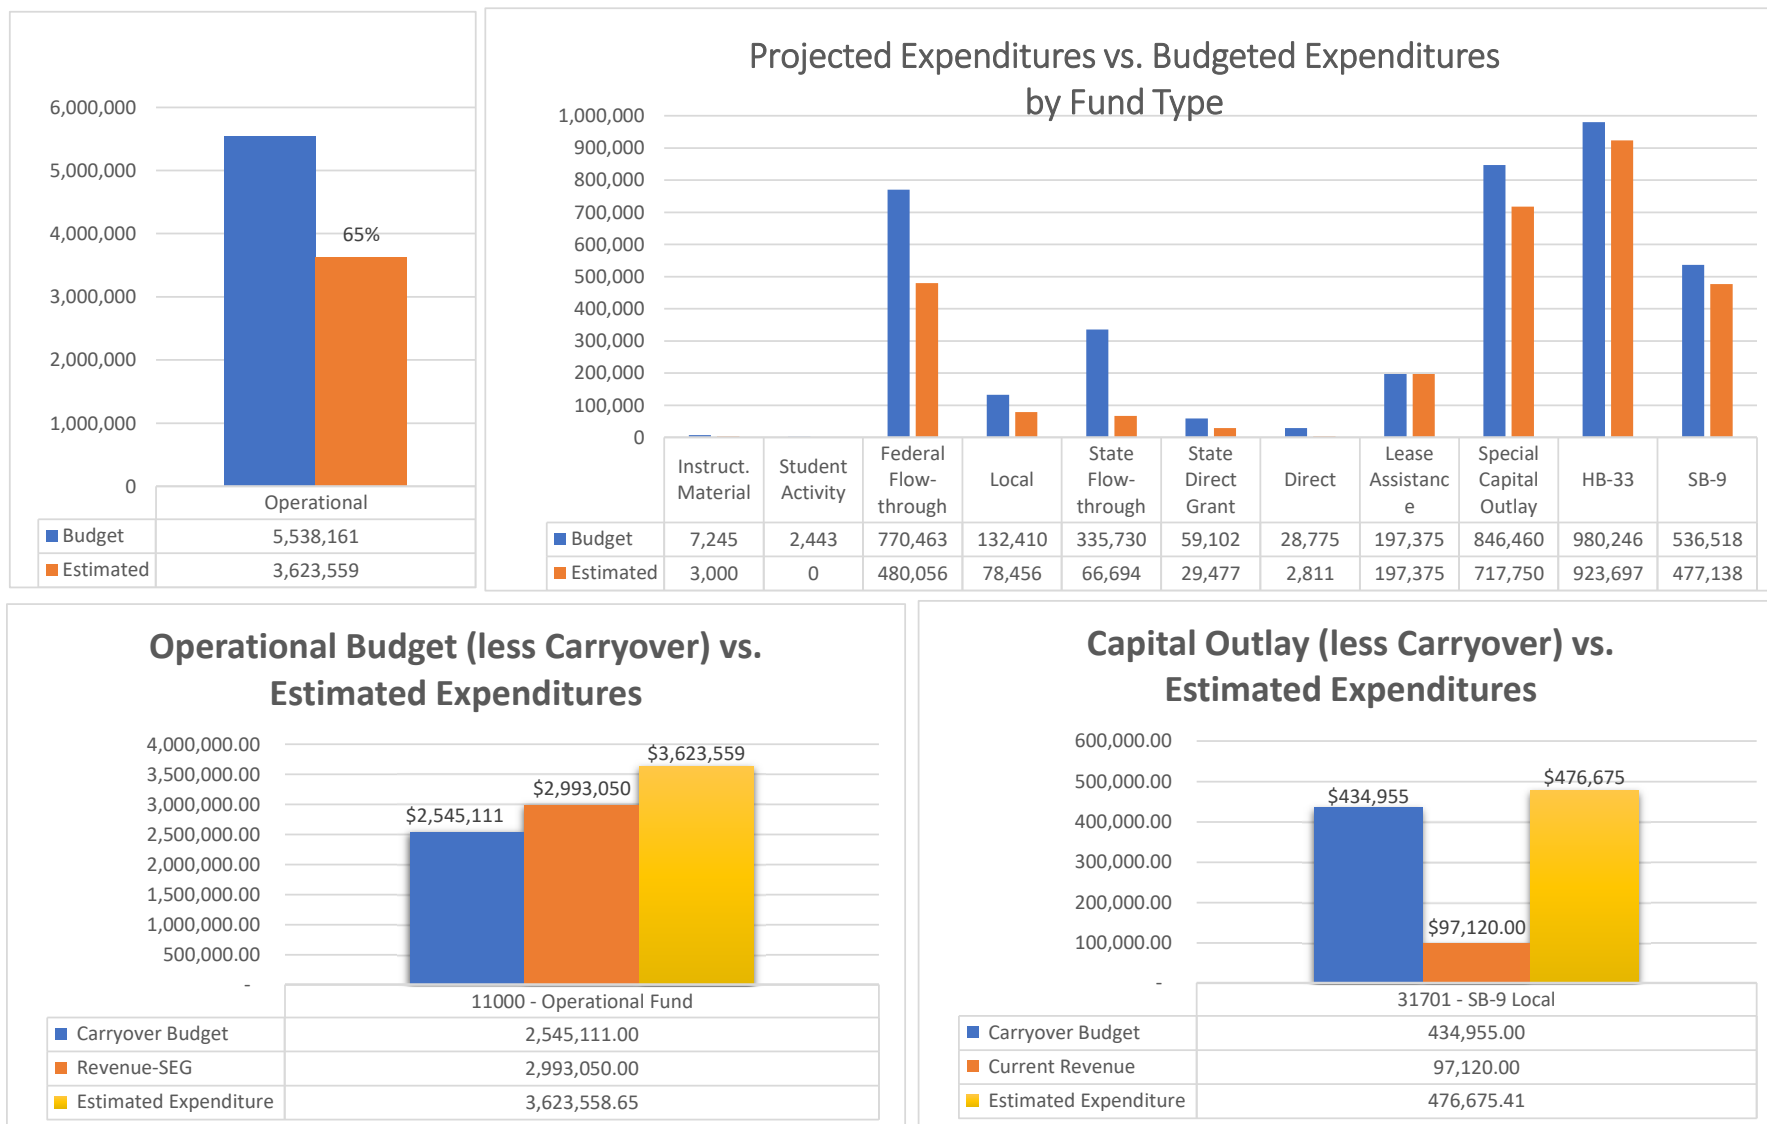 6,000,000
5,000,000
4,000,000
3,000,000
2,000,000
1,000,000
0
65%
Operational
Budget 5,538,161
Estimated 3,623,559
Projected Expenditures vs. Budgeted Expenditures
by Fund Type
1,000,000
900,000
800,000
700,000
600,000
500,000
400,000
300,000
200,000
100,000
0
Instruct.
Material
Student
Activity
Federal
Flow-
through
Local
State
Flow-
through
State
Direct
Grant
Direct
Lease
Assistanc
e
Special
Capital
Outlay
HB-33
SB-9
Budget 7,245 2,443 770,463 132,410 335,730 59,102 28,775 197,375 846,460 980,246 536,518
Estimated 3,000 0 480,056 78,456 66,694 29,477 2,811 197,375 717,750 923,697 477,138
Operational Budget (less Carryover) vs.
Estimated Expenditures
4,000,000.00
3,500,000.00
3,000,000.00
2,500,000.00
2,000,000.00
1,500,000.00
1,000,000.00
500,000.00
-
$2,545,111
$2,993,050
$3,623,559
11000 - Operational Fund
Carryover Budget 2,545,111.00
Revenue-SEG 2,993,050.00
Estimated Expenditure 3,623,558.65
Capital Outlay (less Carryover) vs.
Estimated Expenditures
600,000.00
500,000.00
400,000.00
300,000.00
200,000.00
100,000.00
-
$434,955
$97,120.00
$476,675
31701 - SB-9 Local
Carryover Budget 434,955.00
Current Revenue 97,120.00
Estimated Expenditure 476,675.41